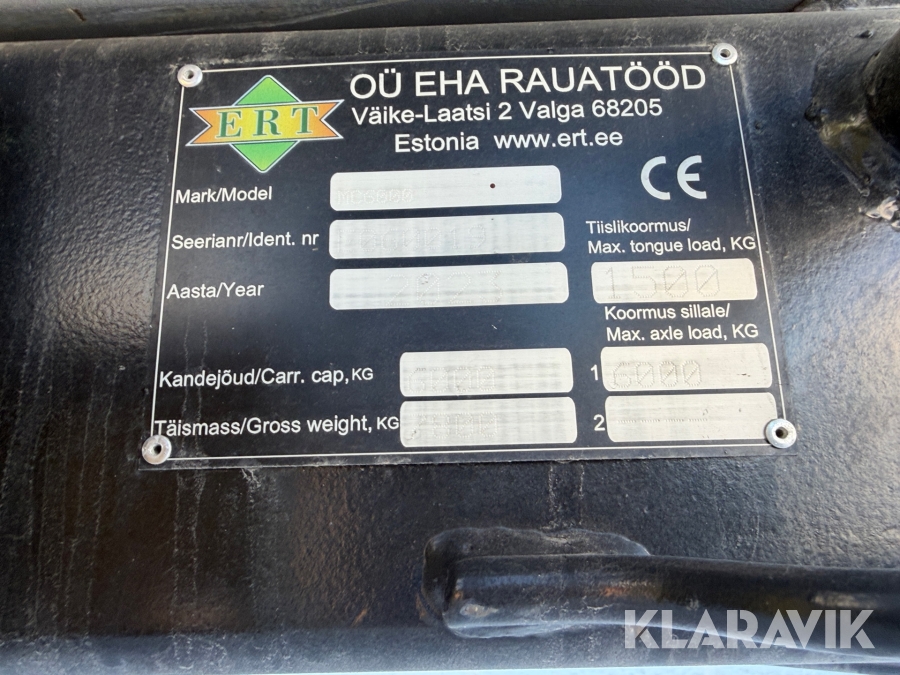 ERT
OÜ EHA RAUATÖÖD
Väike-Laatsi 2 Valga 68205
Estonia www.ert.ee
CE
Mark/Model
Seerianr/Ident. nr
Aasta/Year
Tiislikoormus/
Max. tongue load, KG
1500
Koormus sillale/
Max. axle load, KG
Kandejõud/Carr. cap, KG
1 6000
Täismass/Gross weight, KG
2
KLARAVIK